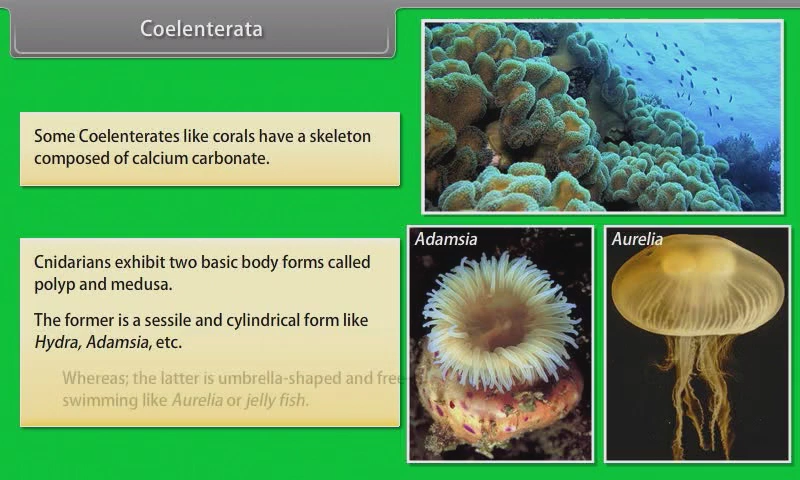 Coelenterata
Some Coelenterates like corals have a skeleton
composed of calcium carbonate.
Cnidarians exhibit two basic body forms called
polyp and medusa.
The former is a sessile and cylindrical form like
Hydra, Adamsia, etc.
Whereas; the latter is umbrella-shaped and free-
swimming like Aurelia or jelly fish.
Adamsia
Aurelia